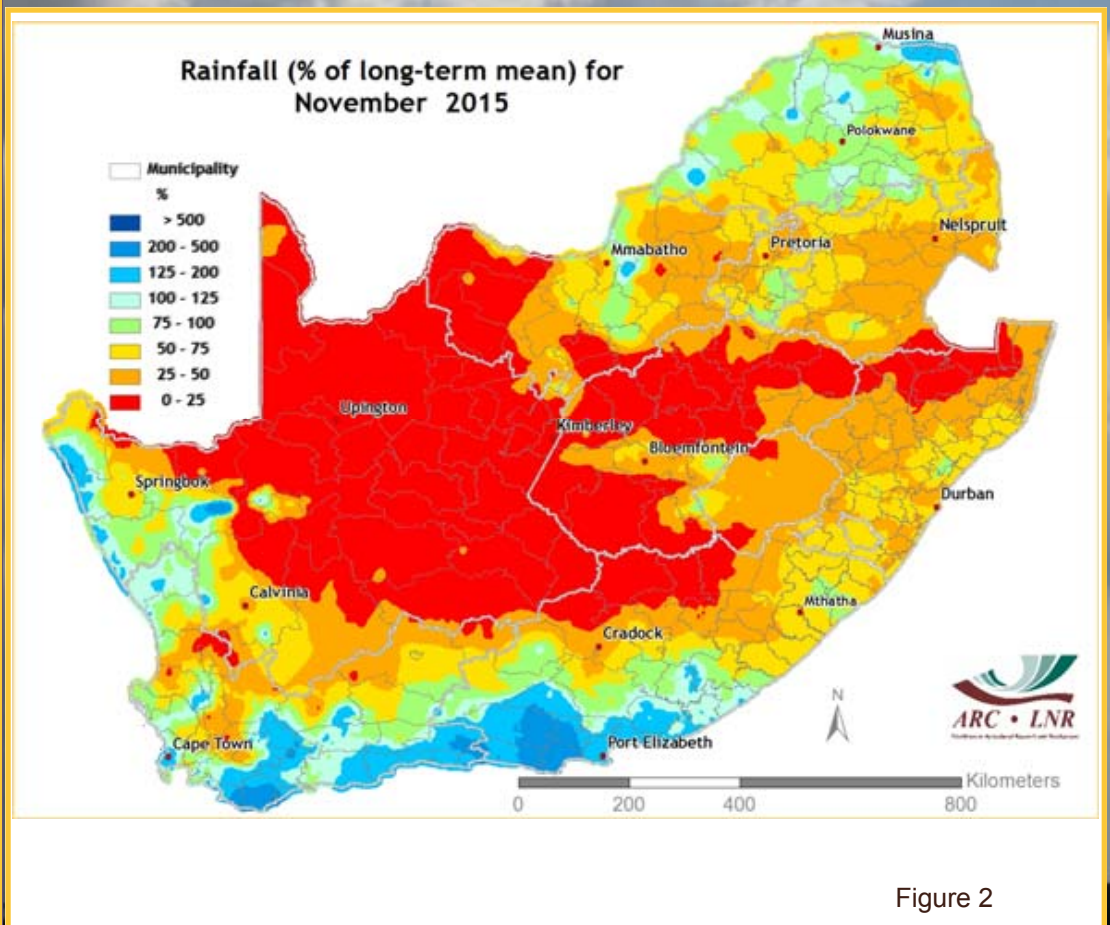 Rainfall (% of long-term mean) for
November 2015
Municipality
%
> 500
200 - 500
125 - 200
100 - 125
75 - 100
50 - 75
25 - 50
0 - 25
Musina
Polokwane
Nelspruit
Mmabatho
Pretoria
Upington
Kimberley
Bloemfontein
Springbok
Durban
Calvinia
Mthatha
Cradock
Cape Town
Port Elizabeth
N
ARC • LNR
Kilometers
0 200 400 800
Figure 2